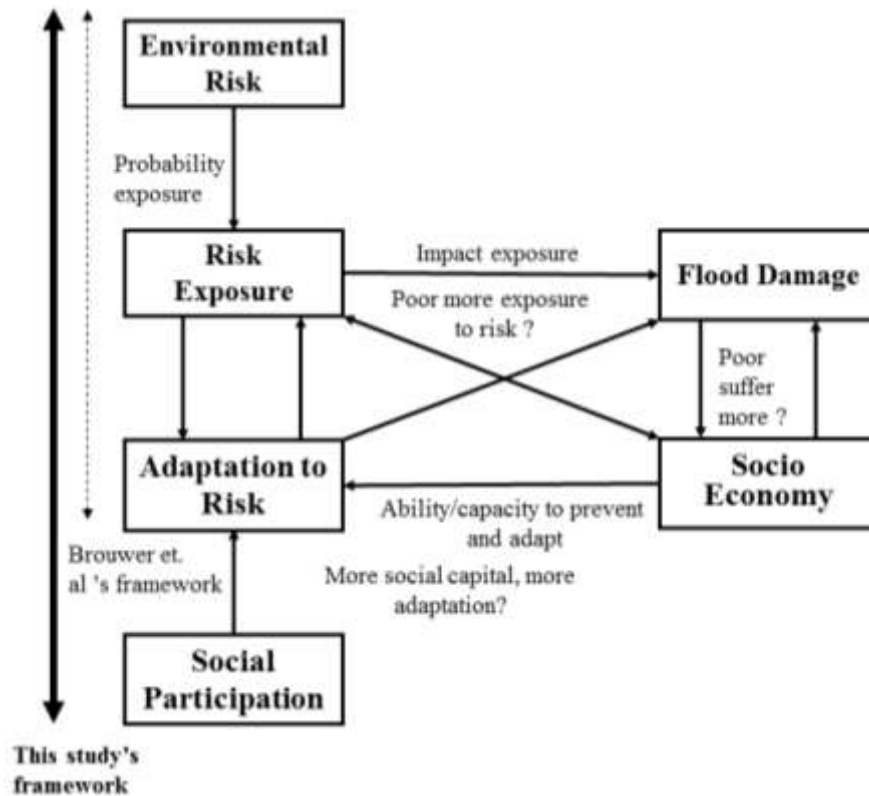 Environmental
Risk
Probability
exposure
Risk
Exposure
Impact exposure
Poor more exposure
to risk ?
Flood Damage
Poor
suffer
more ?
Adaptation to
Risk
Socio
Economy
Ability/capacity to prevent
and adapt
Brouwer et.
al 's framework
More social capital, more
adaptation?
Social
Participation
This study's
framework